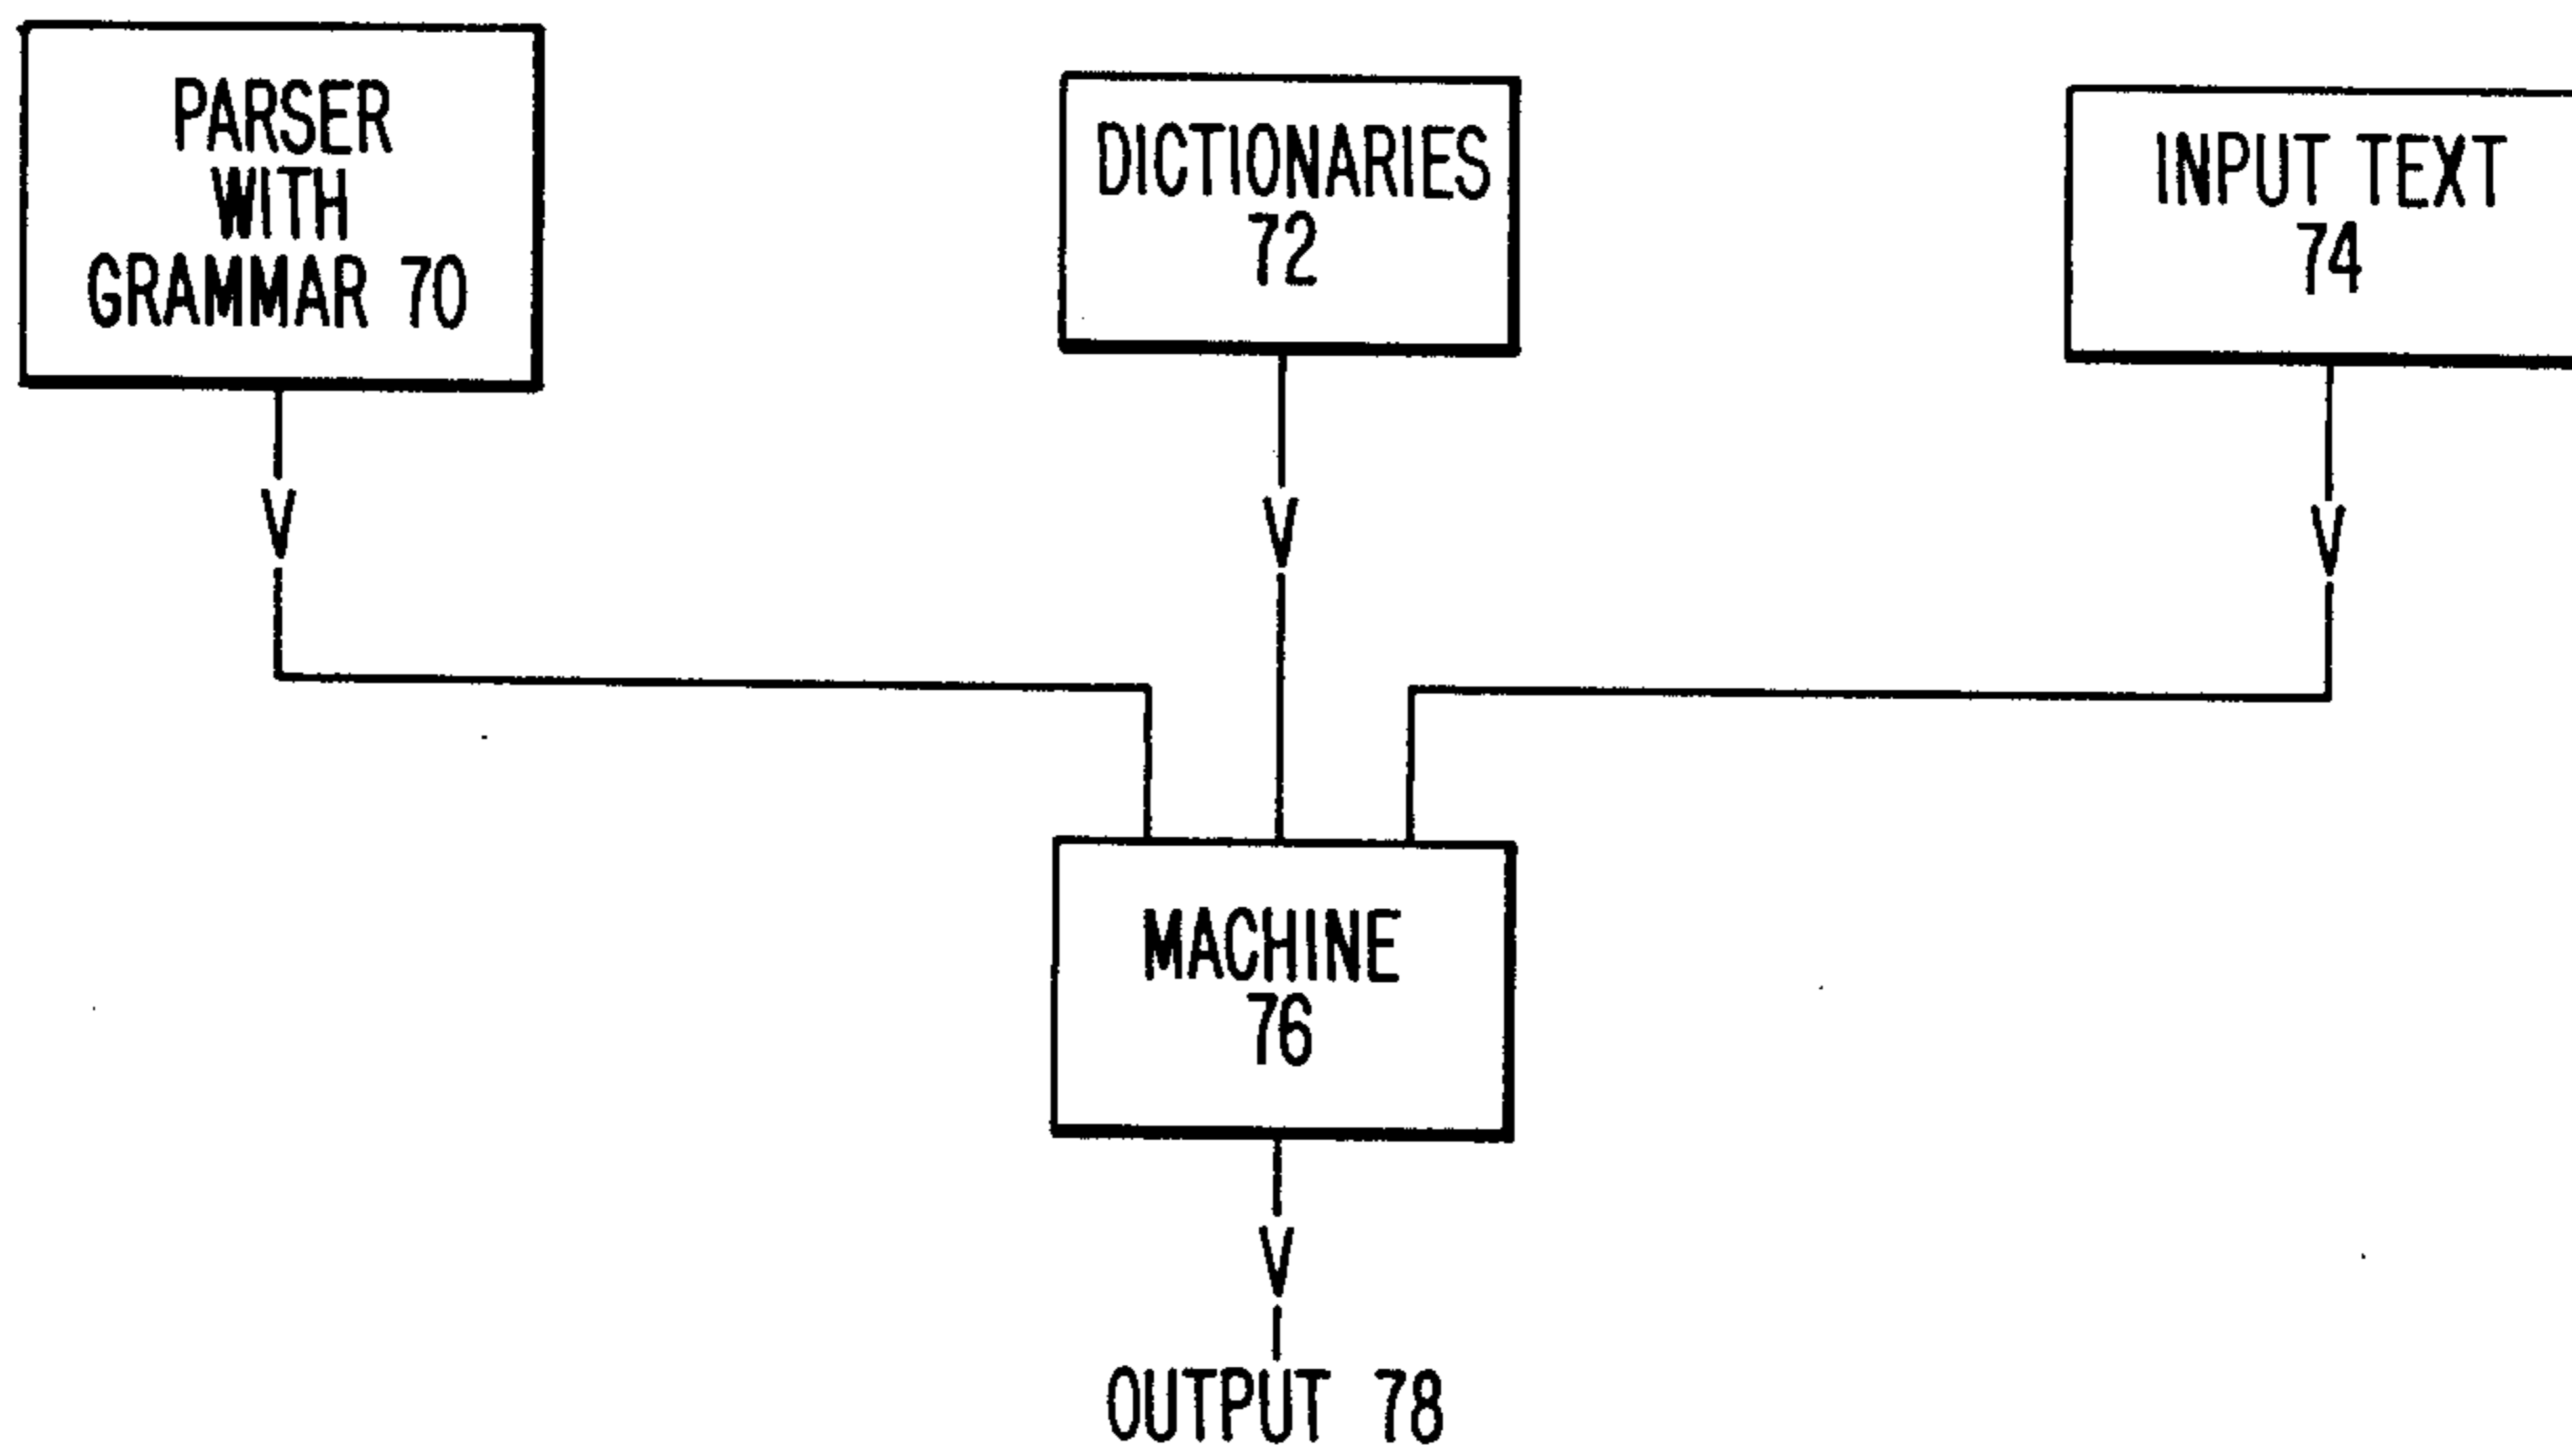 PARSER
WITH
GRAMMAR 70
DICTIONARIES
72
INPUT TEXT
74
MACHINE
76
OUTPUT 78